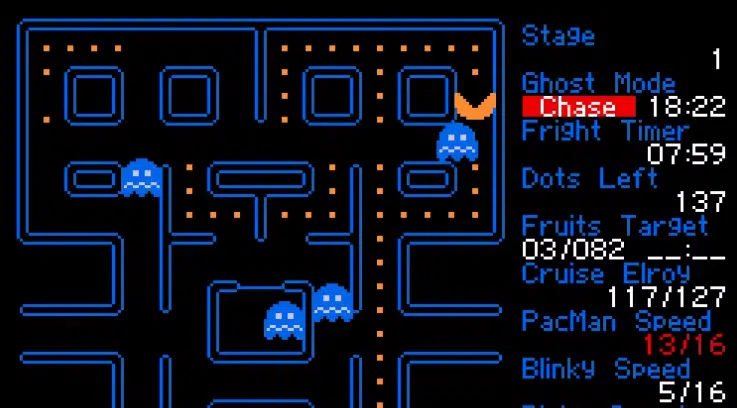 Stage
1
Ghost Mode
Chase 18:22
Fright Timer
07:59
Dots Left
137
Fruits Target
03/082 __:__
Cruise Elroy
117/127
PacMan Speed
13/16
Blinky Speed
5/16